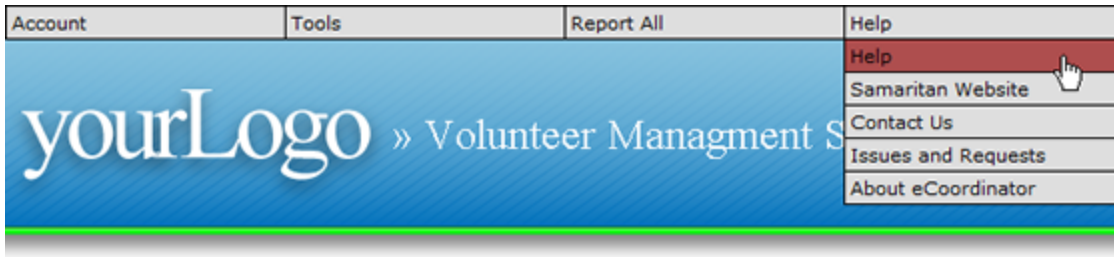 Account Tools Report All Help
Help
Samaritan Website
Contact Us
Issues and Requests
About eCoordinator
yourLogo » Volunteer Managment S